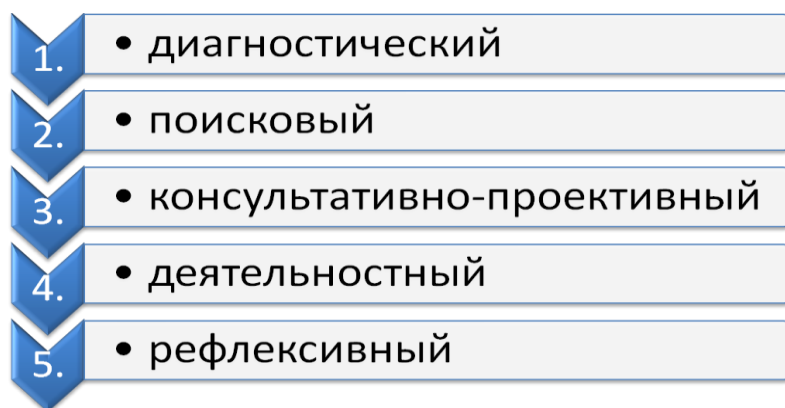 1. • диагностический
2. • поисковый
3. • консультативно-проективный
4. • деятельностный
5. • рефлексивный